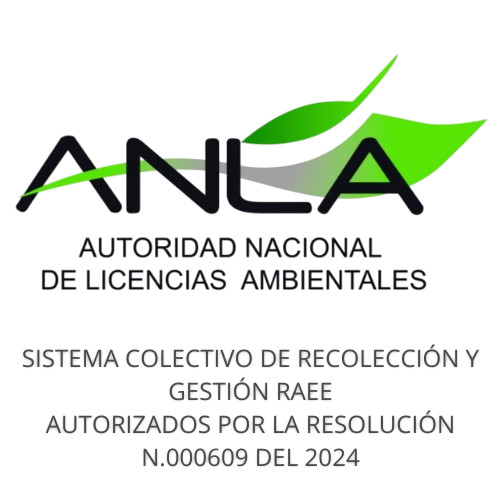 ANLA
AUTORIDAD NACIONAL
DE LICENCIAS AMBIENTALES
SISTEMA COLECTIVO DE RECOLECCIÓN Y
GESTIÓN RAEE
AUTORIZADOS POR LA RESOLUCIÓN
N.000609 DEL 2024